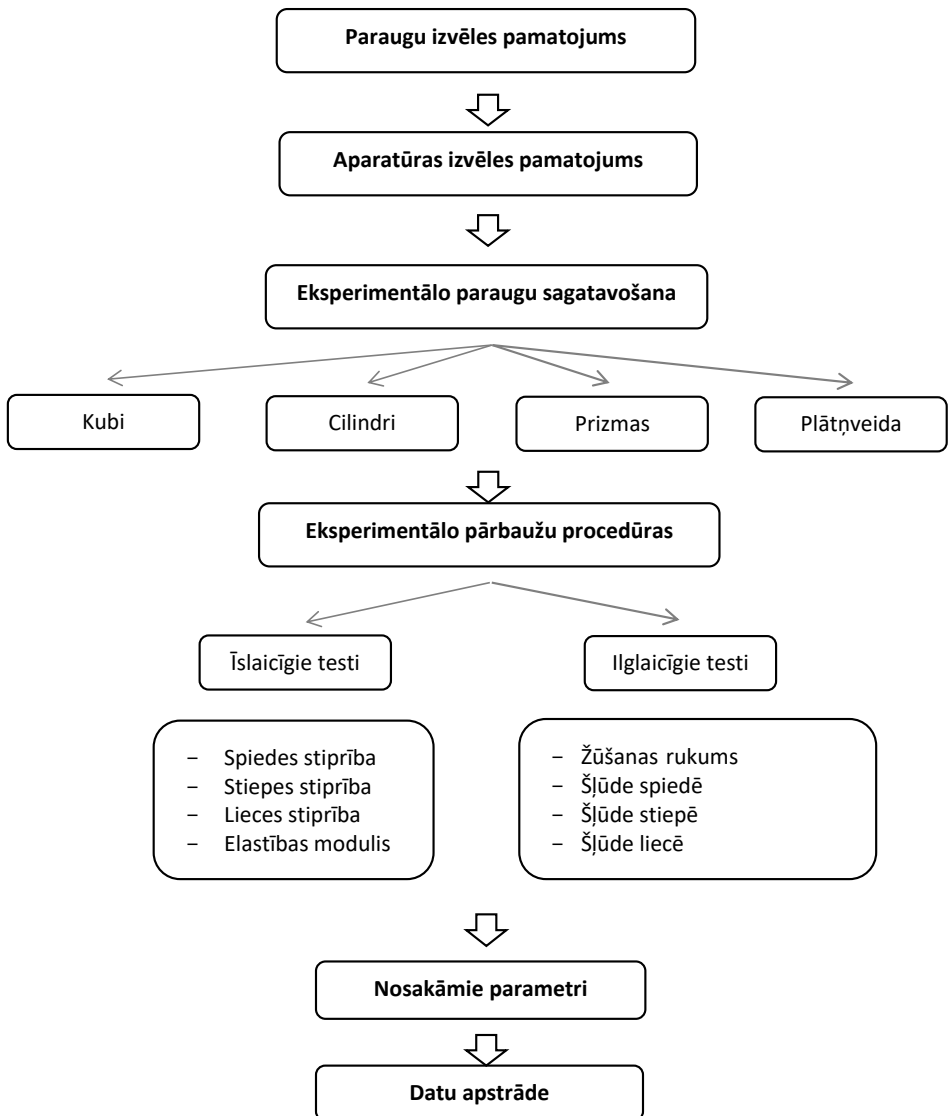 Paraugu izvēles pamatojums
Aparatūras izvēles pamatojums
Eksperimentālo paraugu sagatavošana
Kubi
Cilindri
Prizmas
Plātņveida
Eksperimentālo pārbaužu procedūras
Īslaicīgie testi
Ilglaicīgie testi
− Spiedes stiprība
− Stiepes stiprība
− Lieces stiprība
− Elastības modulis
− Žūšanas rukums
− Šļūde spiedē
− Šļūde stiepē
− Šļūde liecē
Nosakāmie parametri
Datu apstrāde